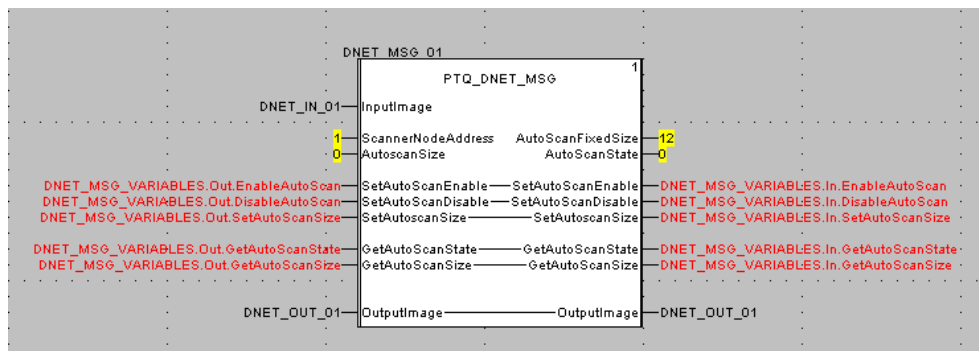 DNET_MSG_01
1
PTQ_DNET_MSG
DNET_IN_01 InputImage
1 ScannerNodeAddress AutoScanFixedSize 12
0 AutoscanSize AutoScanState 0
DNET_MSG_VARIABLES.Out.EnableAutoScan SetAutoScanEnable SetAutoScanEnable DNET_MSG_VARIABLES.In.EnableAutoScan
DNET_MSG_VARIABLES.Out.DisableAutoScan SetAutoScanDisable SetAutoScanDisable DNET_MSG_VARIABLES.In.DisableAutoScan
DNET_MSG_VARIABLES.Out.SetAutoScanSize SetAutoscanSize SetAutoscanSize DNET_MSG_VARIABLES.In.SetAutoScanSize
DNET_MSG_VARIABLES.Out.GetAutoScanState GetAutoScanState GetAutoScanState DNET_MSG_VARIABLES.In.GetAutoScanState
DNET_MSG_VARIABLES.Out.GetAutoScanSize GetAutoScanSize GetAutoScanSize DNET_MSG_VARIABLES.In.GetAutoScanSize
DNET_OUT_01 OutputImage OutputImage DNET_OUT_01